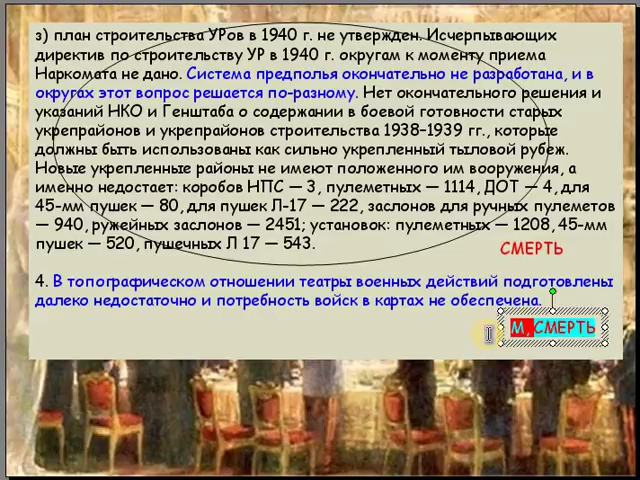 з) план строительства УРов в 1940 г. не утвержден. Исчерпывающих
директив по строительству УР в 1940 г. округам к моменту приема
Наркомата не дано. Система предполья окончательно не разработана, и в
округах этот вопрос решается по-разному. Нет окончательного решения и
указаний НКО и Генштаба о содержании в боевой готовности старых
укрепрайонов и укрепрайонов строительства 1938–1939 гг., которые
должны быть использованы как сильно укрепленный тыловой рубеж.
Новые укрепленные районы не имеют положенного им вооружения, а
именно недостает: коробов НПС — 3, пулеметных — 1114, ДОТ — 4, для
45-мм пушек — 80, для пушек Л-17 — 222, заслонов для ручных пулеметов
— 940, ружейных заслонов — 2451; установок: пулеметных — 1208, 45-мм
пушек — 520, пушечных Л 17 — 543.
СМЕРТЬ
4. В топографическом отношении театры военных действий подготовлены
далеко недостаточно и потребность войск в картах не обеспечена.
М, СМЕРТЬ